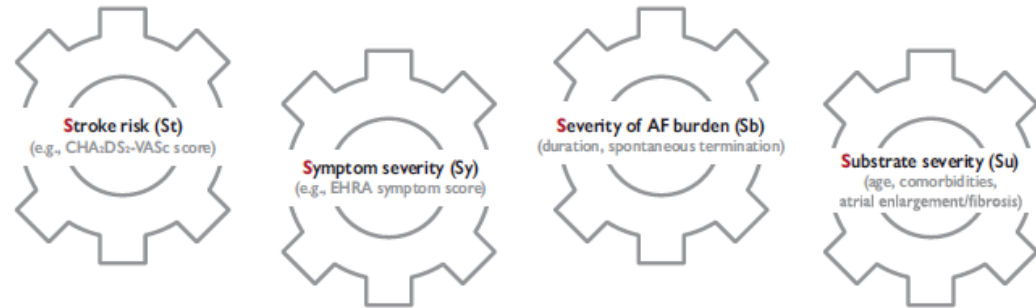 Stroke risk (St)
(e.g., CHA₂DS₂-VASc score)
Symptom severity (Sy)
(e.g., EHRA symptom score)
Severity of AF burden (Sb)
(duration, spontaneous termination)
Substrate severity (Su)
(age, comorbidities,
atrial enlargement/fibrosis)